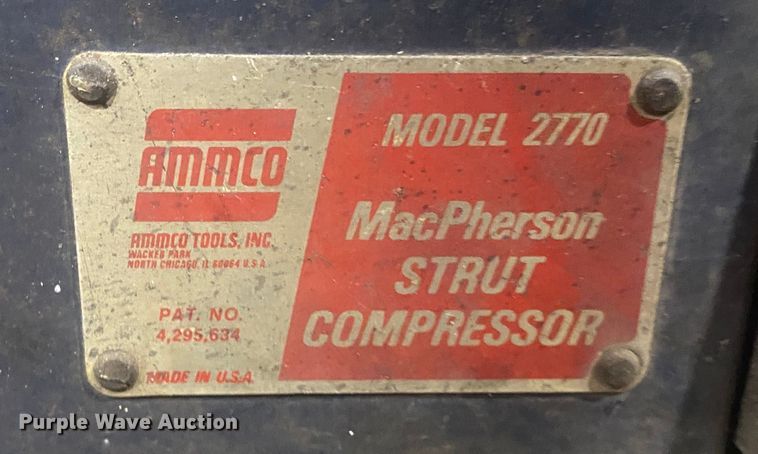 AMMCO
AMMCO TOOLS, INC.
WACKER PARK
NORTH CHICAGO, IL 60064 U.S.A.
PAT. NO.
4,295,634
MADE IN U.S.A.
MODEL 2770
MacPherson
STRUT
COMPRESSOR
Purple Wave Auction